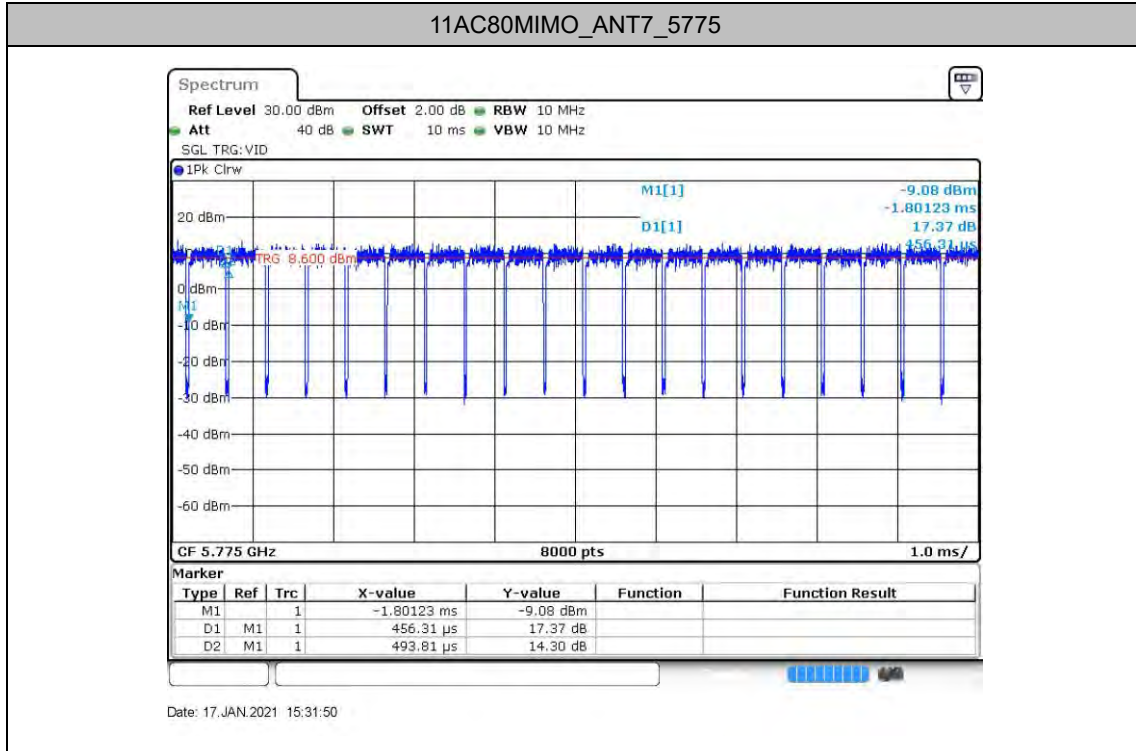 11AC80MIMO_ANT7_5775
Spectrum
Ref Level 30.00 dBm Offset 2.00 dB RBW 10 MHz
Att 40 dB SWT 10 ms VBW 10 MHz
SGL TRG:VID
1Pk Clrw
M1[1] -9.08 dBm
-1.80123 ms
20 dBm
D1[1] 17.37 dB
456.31 µs
TRG 8.600 dBm
0 dBm
M1
-10 dBm
-20 dBm
-30 dBm
-40 dBm
-50 dBm
-60 dBm
CF 5.775 GHz 8000 pts 1.0 ms/
Marker
Type Ref Trc X-value Y-value Function Function Result
M1 1 -1.80123 ms -9.08 dBm
D1 M1 1 456.31 µs 17.37 dB
D2 M1 1 493.81 µs 14.30 dB
Date: 17.JAN.2021 15:31:50